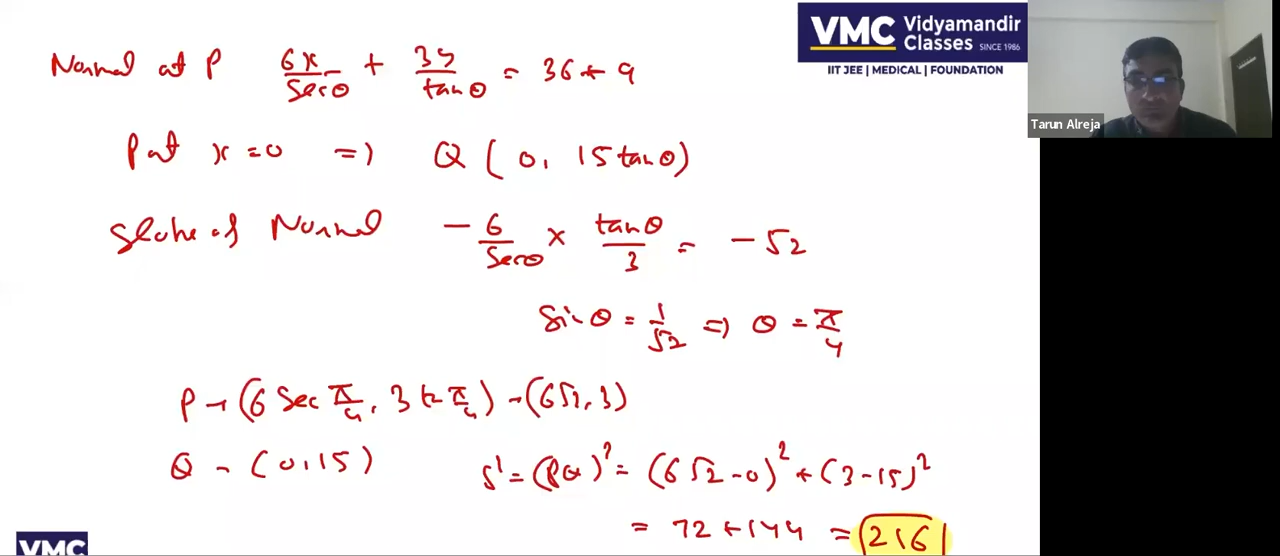 VMC Vidyamandir Classes SINCE 1986
IIT JEE | MEDICAL | FOUNDATION
Tarun Alreja
Normal at P 6x/secθ + 3y/tanθ = 36 + 9
Put x = 0 ⇒ Q (0, 15 tanθ)
Slope of Normal - 6/secθ × tanθ/3 = - √2
Sinθ = 1/√2 ⇒ θ = π/4
P → (6 Sec π/4, 3 tan π/4) - (6√2, 3)
Q - (0, 15)
= (PQ)² = (6√2 - 0)² + (3 - 15)²
= 72 + 144 = 216
VMC